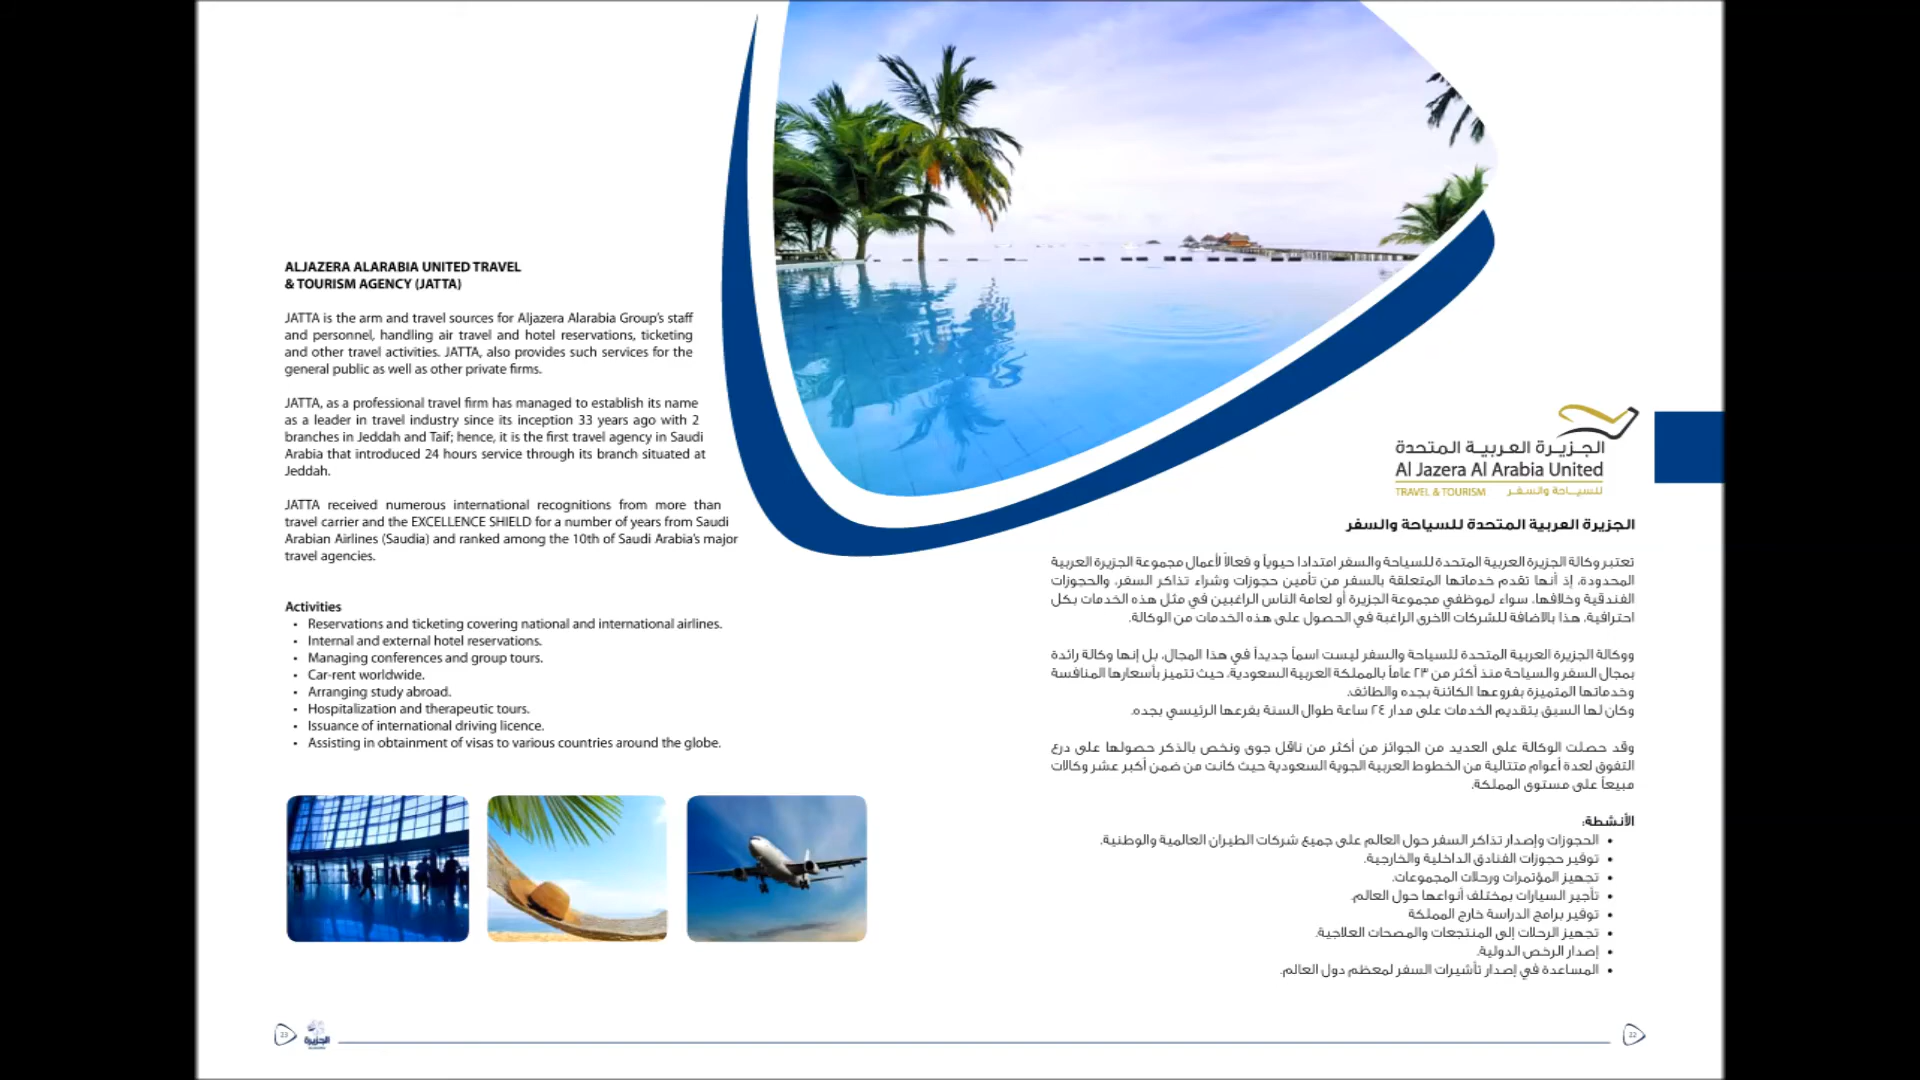 ALJAZERA ALARABIA UNITED TRAVEL
& TOURISM AGENCY (JATTA)
JATTA is the arm and travel sources for Aljazera Alarabia Group's staff
and personnel, handling air travel and hotel reservations, ticketing
and other travel activities. JATTA, also provides such services for the
general public as well as other private firms.
JATTA, as a professional travel firm has managed to establish its name
as a leader in travel industry since its inception 33 years ago with 2
branches in Jeddah and Taif; hence, it is the first travel agency in Saudi
Arabia that introduced 24 hours service through its branch situated at
Jeddah.
JATTA received numerous international recognitions from more than
travel carrier and the EXCELLENCE SHIELD for a number of years from Saudi
Arabian Airlines (Saudia) and ranked among the 10th of Saudi Arabia's major
travel agencies.
Activities
• Reservations and ticketing covering national and international airlines.
• Internal and external hotel reservations.
• Managing conferences and group tours.
• Car-rent worldwide.
• Arranging study abroad.
• Hospitalization and therapeutic tours.
• Issuance of international driving licence.
• Assisting in obtainment of visas to various countries around the globe.
الجزيرة العربية المتحدة
Al Jazera Al Arabia United
TRAVEL & TOURISM للسياحة والسفر
الجزيرة العربية المتحدة للسياحة والسفر
تعتبر وكالة الجزيرة العربية المتحدة للسياحة والسفر امتدادا حيوياً و فعالاً لأعمال مجموعة الجزيرة العربية
المحدودة، إذ أنها تقدم خدماتها المتعلقة بالسفر من تأمين حجوزات وشراء تذاكر السفر، والحجوزات
الفندقية وخلافها، سواء لموظفي مجموعة الجزيرة أو لعامة الناس الراغبين في مثل هذه الخدمات بكل
احترافية، هذا بالاضافة للشركات الاخرى الراغبة في الحصول على هذه الخدمات من الوكالة.
ووكالة الجزيرة العربية المتحدة للسياحة والسفر ليست اسماً جديداً في هذا المجال، بل إنها وكالة رائدة
بمجال السفر والسياحة منذ أكثر من ٢٣ عاماً بالمملكة العربية السعودية، حيث تتميز بأسعارها المنافسة
وخدماتها المتميزة بفروعها الكائنة بجده والطائف.
وكان لها السبق بتقديم الخدمات على مدار ٢٤ ساعة طوال السنة بفرعها الرئيسي بجده.
وقد حصلت الوكالة على العديد من الجوائز من أكثر من ناقل جوى ونخص بالذكر حصولها على درع
التفوق لعدة أعوام متتالية من الخطوط العربية الجوية السعودية حيث كانت من ضمن أكبر عشر وكالات
مبيعاً على مستوى المملكة.
الأنشطة:
• الحجوزات وإصدار تذاكر السفر حول العالم على جميع شركات الطيران العالمية والوطنية.
• توفير حجوزات الفنادق الداخلية والخارجية.
• تجهيز المؤتمرات ورحلات المجموعات.
• تأجير السيارات بمختلف أنواعها حول العالم.
• توفير برامج الدراسة خارج المملكة
• تجهيز الرحلات إلى المنتجعات والمصحات العلاجية.
• إصدار الرخص الدولية.
• المساعدة في إصدار تأشيرات السفر لمعظم دول العالم.
23
الجزيرة
22